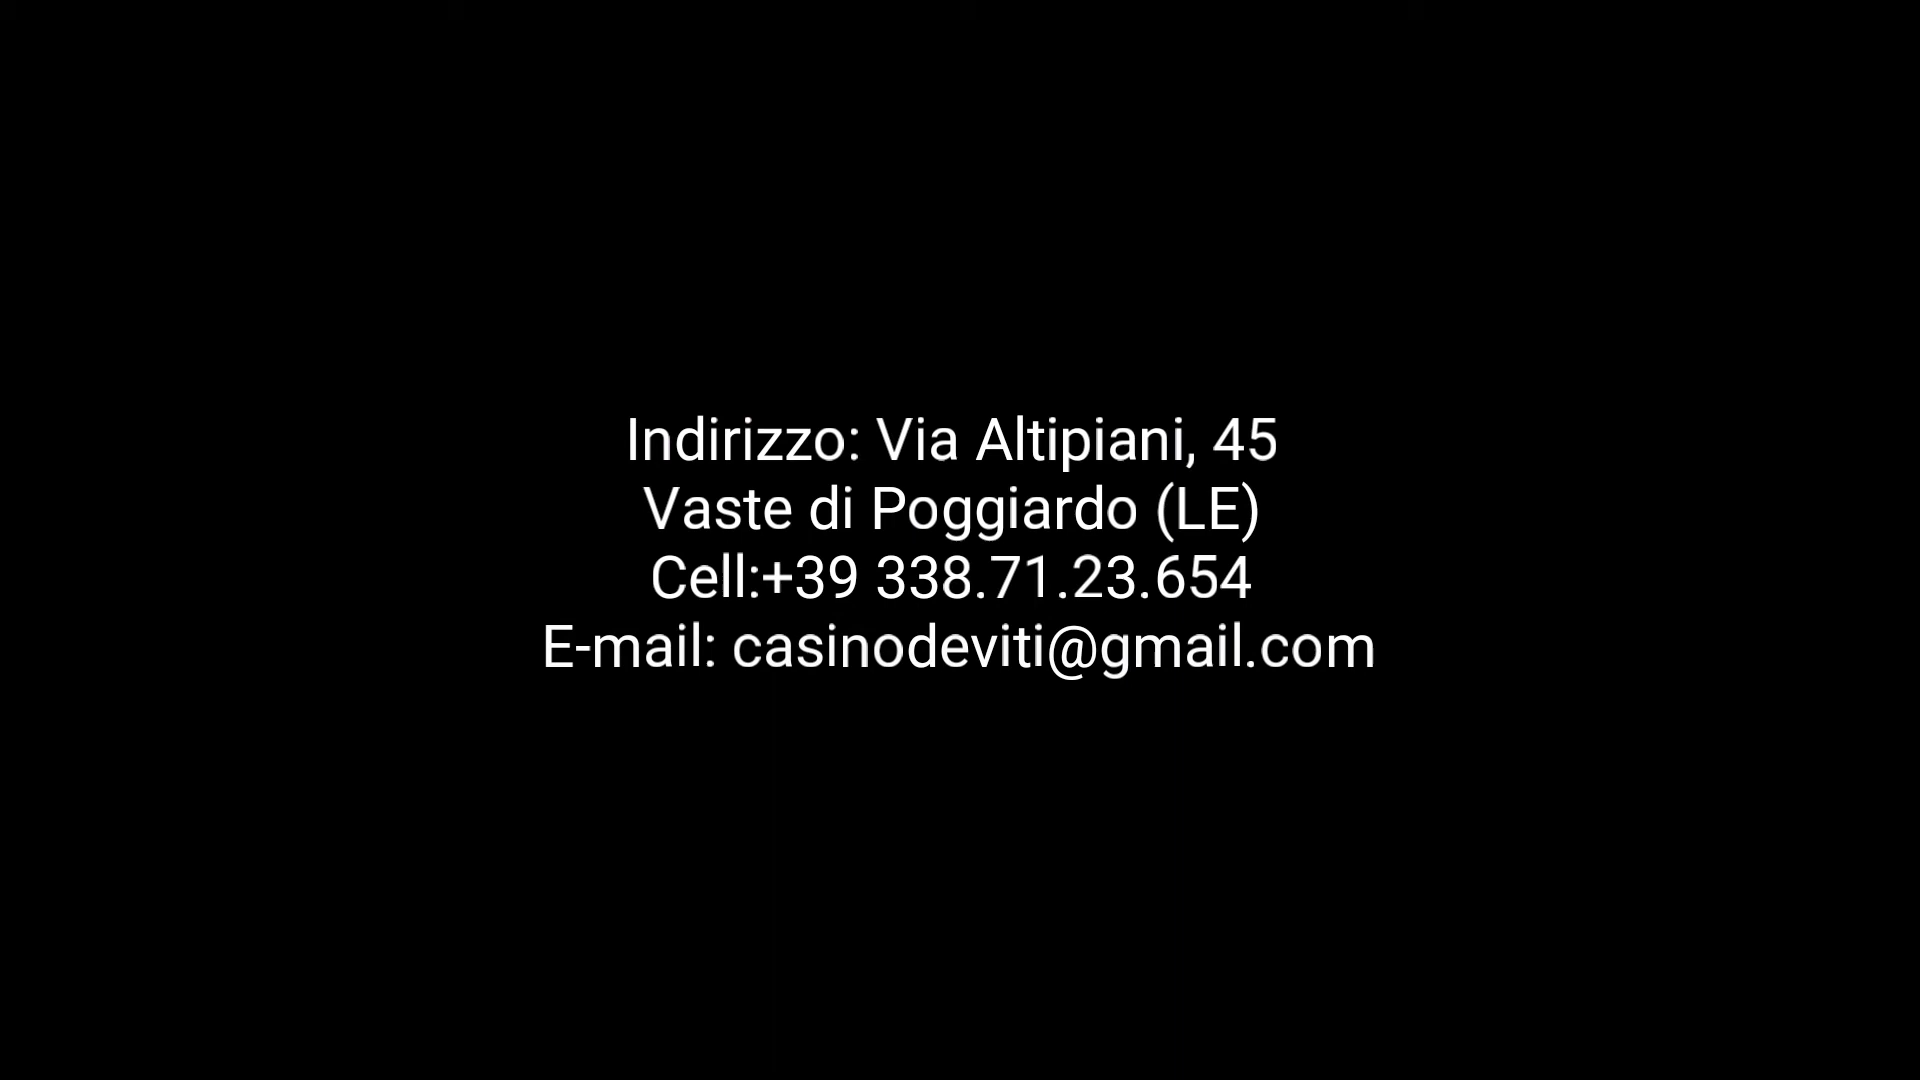 Indirizzo: Via Altipiani, 45
Vaste di Poggiardo (LE)
Cell:+39 338.71.23.654
E-mail: casinodeviti@gmail.com